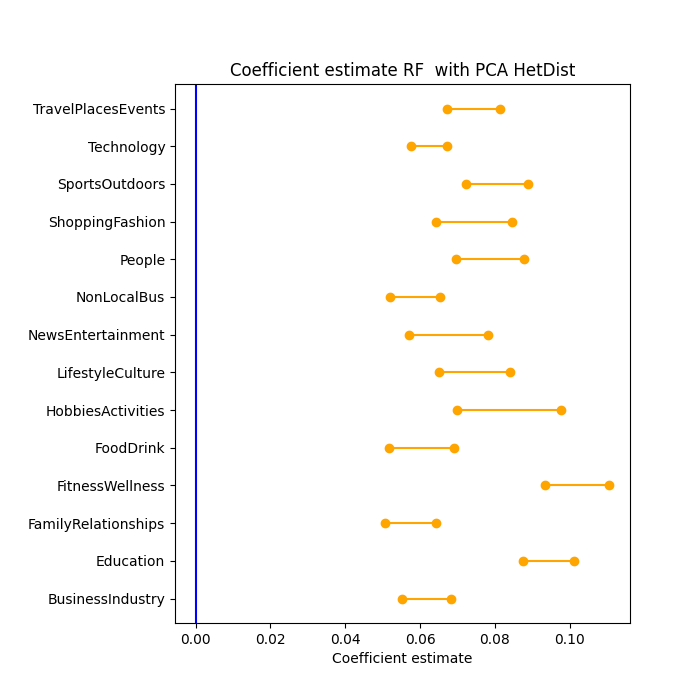 Coefficient estimate RF  with PCA HetDist
TravelPlacesEvents
Technology
SportsOutdoors
ShoppingFashion
People
NonLocalBus
NewsEntertainment
LifestyleCulture
HobbiesActivities
FoodDrink
FitnessWellness
FamilyRelationships
Education
BusinessIndustry
0.00 0.02 0.04 0.06 0.08 0.10
Coefficient estimate